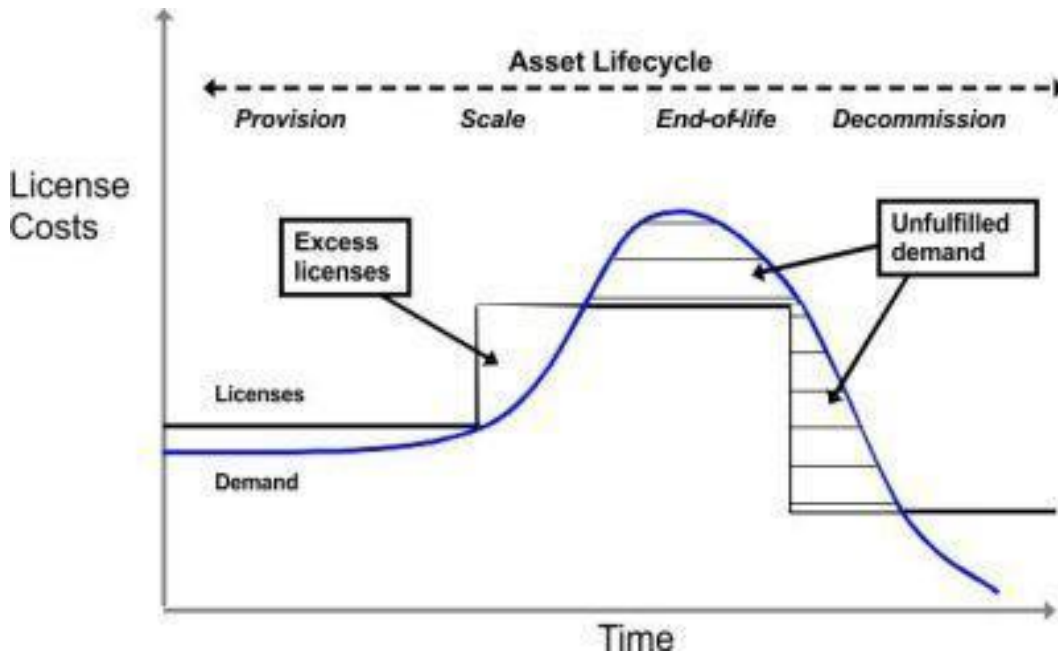 Asset Lifecycle
Provision Scale End-of-life Decommission
License
Costs
Excess
licenses
Unfulfilled
demand
Licenses
Demand
Time